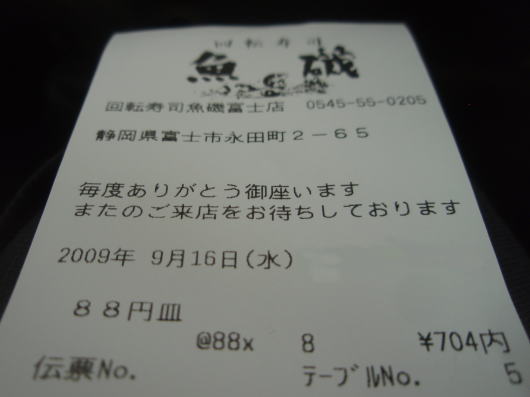 回転寿司
魚磯
回転寿司魚磯富士店 0545-55-0205
静岡県富士市永田町2-65
毎度ありがとう御座います
またのご来店をお待ちしております
2009年 9月16日(水)
88円皿
@88x 8 ¥704内
伝票No. テーブルNo. 5